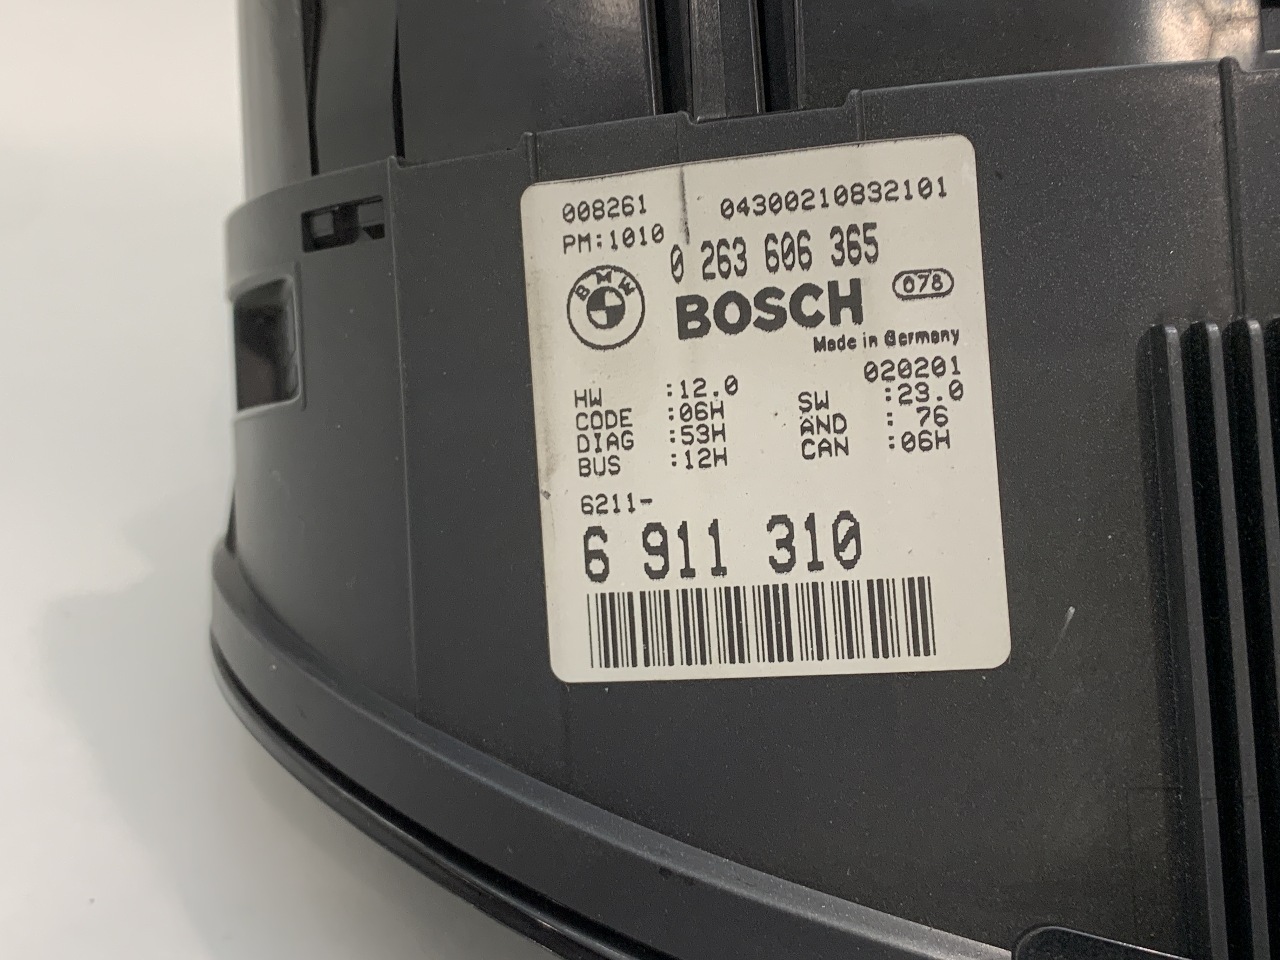 008261 04300210832101
PM:1010
0 263 606 365
BMW
BOSCH 078
Made in Germany
020201
HW :12.0 SW :23.0
CODE :06H AND : 76
DIAG :53H CAN :06H
BUS :12H
6211-
6 911 310